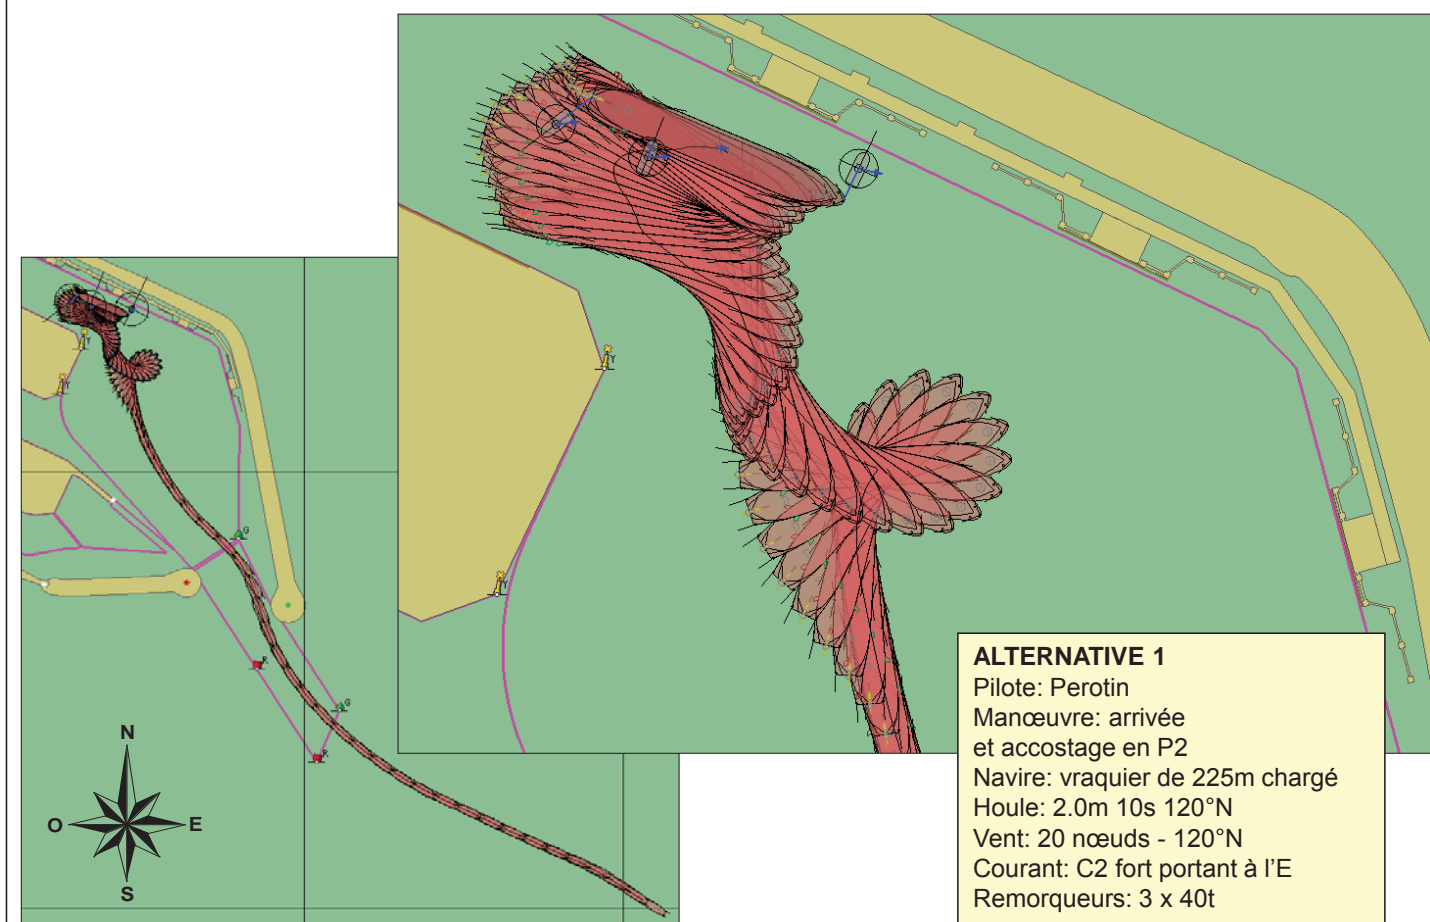 Y
Y
Y
Y
G
R
G
R
N
O
E
S
ALTERNATIVE 1
Pilote: Perotin
Manœuvre: arrivée
et accostage en P2
Navire: vraquier de 225m chargé
Houle: 2.0m 10s 120°N
Vent: 20 nœuds - 120°N
Courant: C2 fort portant à l’E
Remorqueurs: 3 x 40t